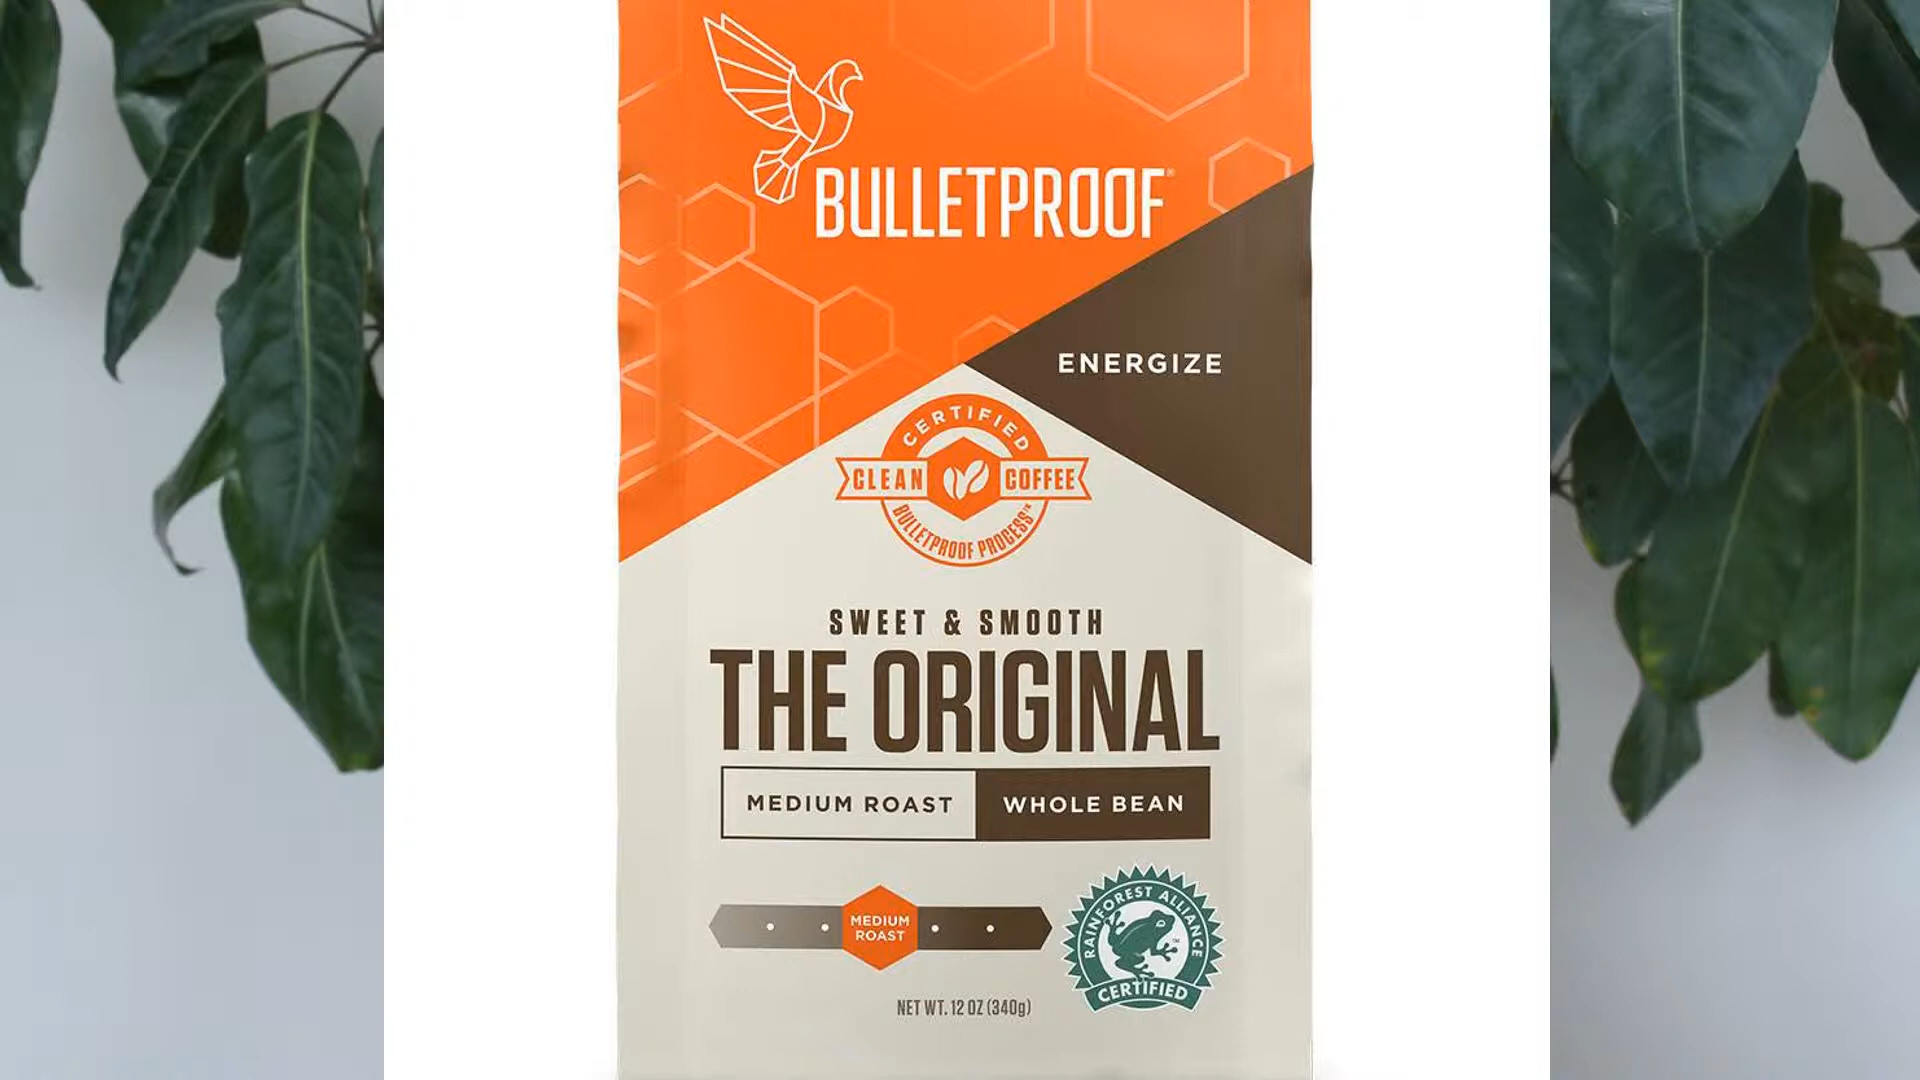 BULLETPROOF®
ENERGIZE
CERTIFIED
CLEAN COFFEE
BULLETPROOF PROCESS™
SWEET & SMOOTH
THE ORIGINAL
MEDIUM ROAST WHOLE BEAN
MEDIUM
ROAST
RAINFOREST ALLIANCE
™
CERTIFIED
NET WT. 12 OZ (340g)